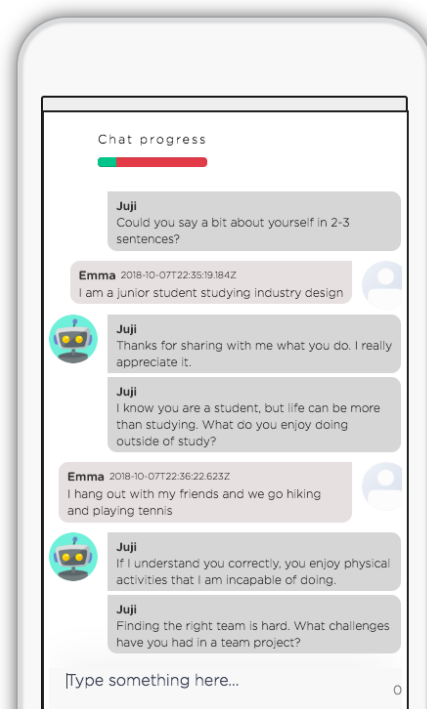 Chat progress
Juji
Could you say a bit about yourself in 2-3
sentences?
Emma 2018-10-07T22:35:19.184Z
I am a junior student studying industry design
Juji
Thanks for sharing with me what you do. I really
appreciate it.
Juji
I know you are a student, but life can be more
than studying. What do you enjoy doing
outside of study?
Emma 2018-10-07T22:36:22.623Z
I hang out with my friends and we go hiking
and playing tennis
Juji
If I understand you correctly, you enjoy physical
activities that I am incapable of doing.
Juji
Finding the right team is hard. What challenges
have you had in a team project?
Type something here...
0